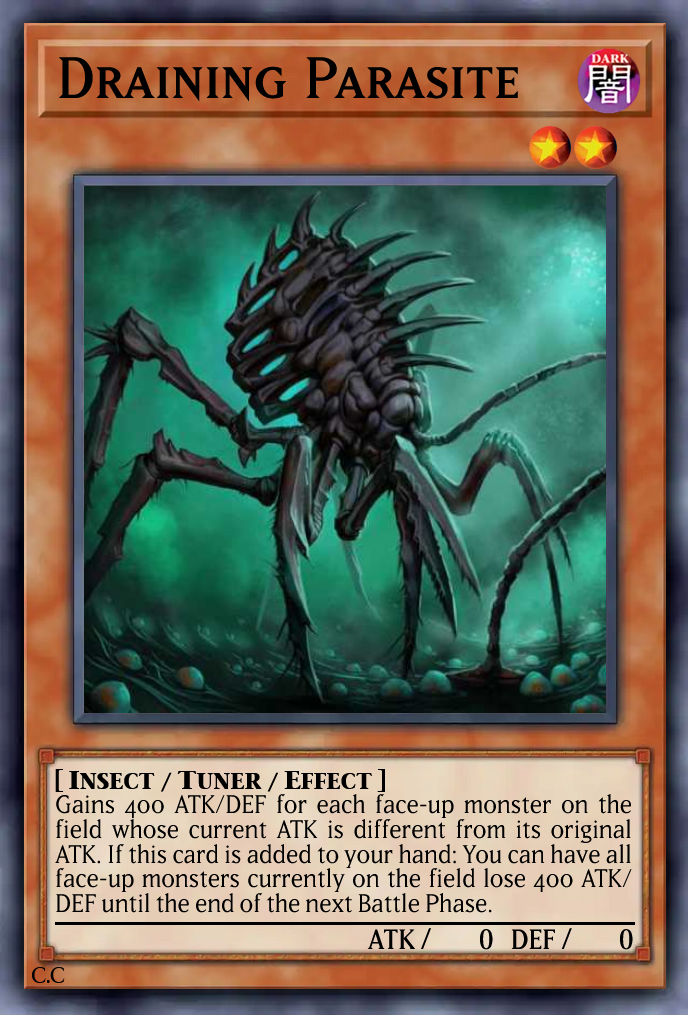 DRAINING PARASITE
DARK
闇
[ INSECT / TUNER / EFFECT ]
Gains 400 ATK/DEF for each face-up monster on the
field whose current ATK is different from its original
ATK. If this card is added to your hand: You can have all
face-up monsters currently on the field lose 400 ATK/
DEF until the end of the next Battle Phase.
ATK / 0 DEF / 0
C.C